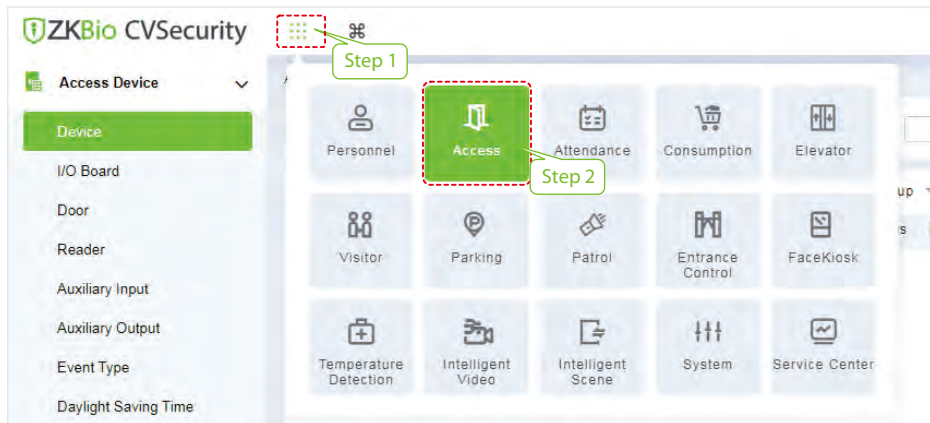 ZKBio CVSecurity
Step 1
Access Device
Device
I/O Board
Door
Reader
Auxiliary Input
Auxiliary Output
Event Type
Daylight Saving Time
Personnel
Access
Attendance
Consumption
Elevator
Step 2
up
s
Visitor
Parking
Patrol
Entrance
Control
FaceKiosk
Temperature
Detection
Intelligent
Video
Intelligent
Scene
System
Service Center